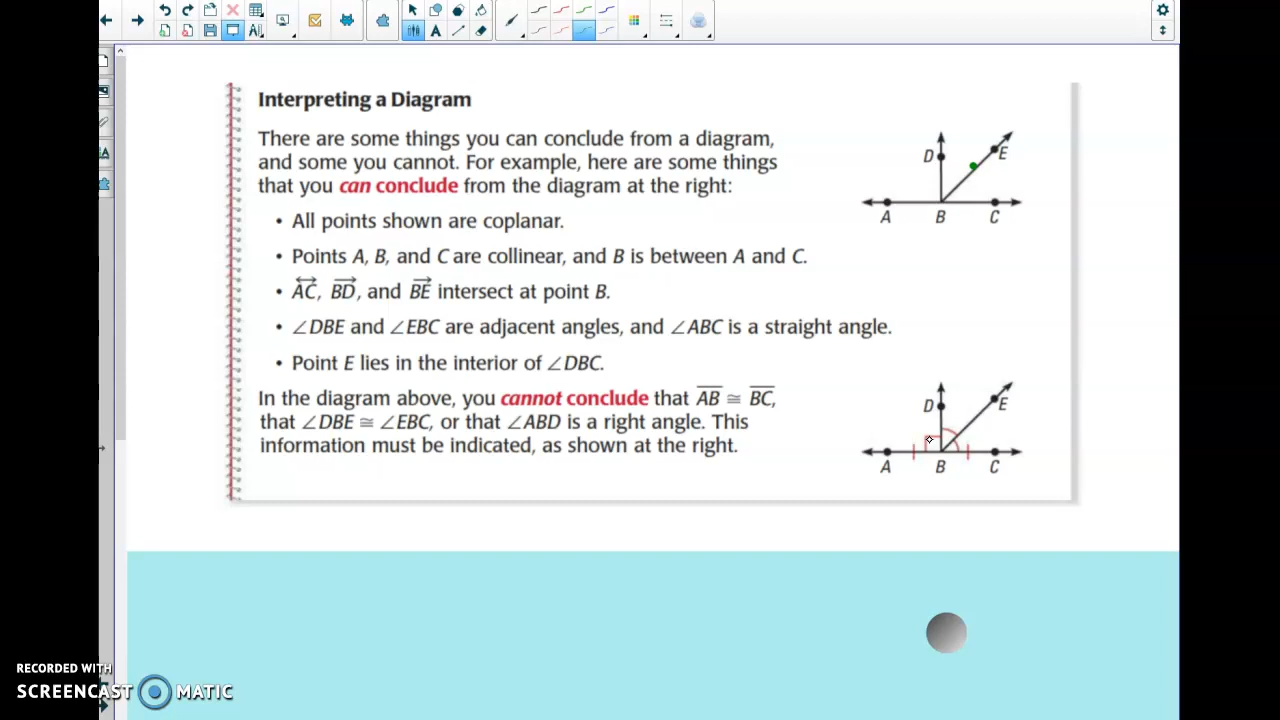 Interpreting a Diagram
There are some things you can conclude from a diagram,
and some you cannot. For example, here are some things
that you can conclude from the diagram at the right:
• All points shown are coplanar.
• Points A, B, and C are collinear, and B is between A and C.
• AC, BD, and BE intersect at point B.
• ∠DBE and ∠EBC are adjacent angles, and ∠ABC is a straight angle.
• Point E lies in the interior of ∠DBC.
In the diagram above, you cannot conclude that AB ≅ BC,
that ∠DBE ≅ ∠EBC, or that ∠ABD is a right angle. This
information must be indicated, as shown at the right.
D E
A B C
D E
A B C
RECORDED WITH
SCREENCAST MATIC